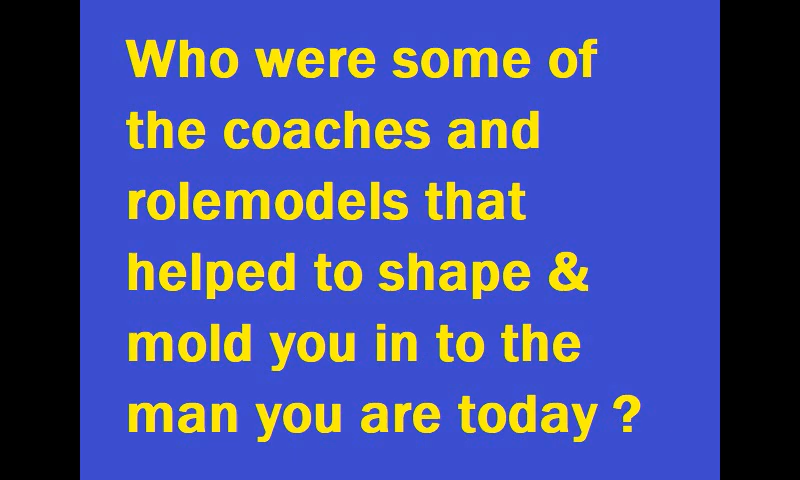 Who were some of
the coaches and
rolemodels that
helped to shape &
mold you in to the
man you are today ?